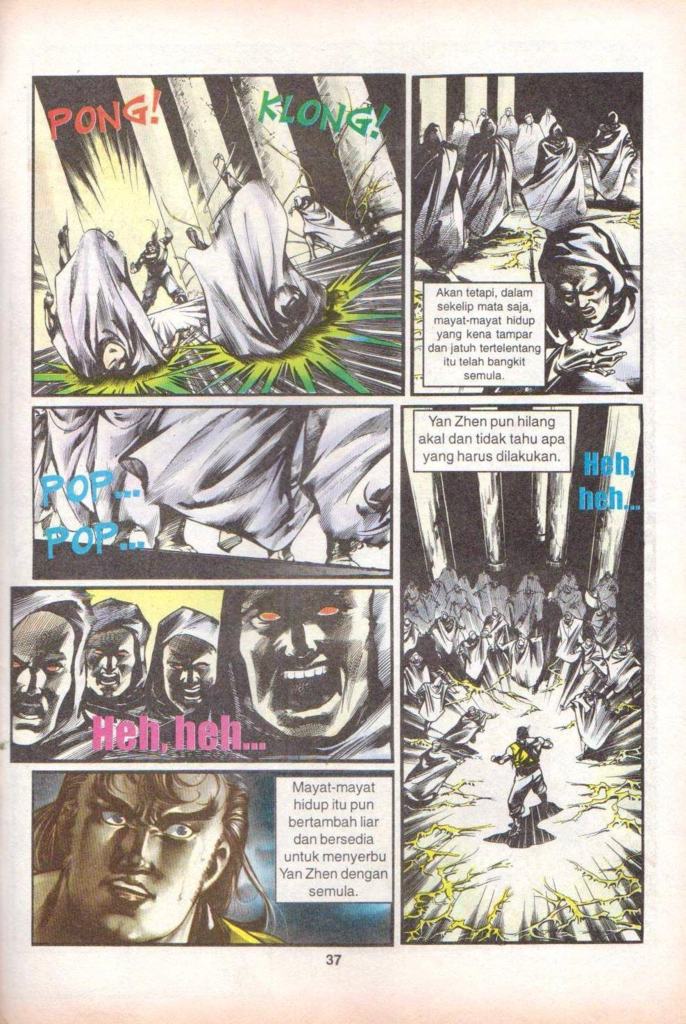 PONG!
KLONG!
Akan tetapi, dalam
sekelip mata saja,
mayat-mayat hidup
yang kena tampar
dan jatuh tertelentang
itu telah bangkit
semula.
POP...
POP...
Yan Zhen pun hilang
akal dan tidak tahu apa
yang harus dilakukan.
Heh,
heh...
Heh, heh...
Mayat-mayat
hidup itu pun
bertambah liar
dan bersedia
untuk menyerbu
Yan Zhen dengan
semula.
37